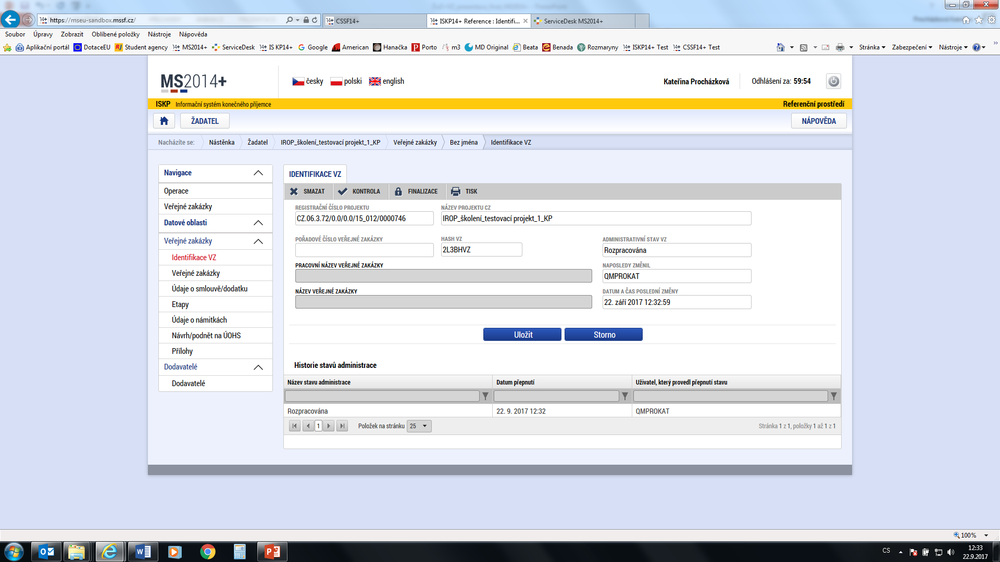 https://mseu-sandbox.mssf.cz/
CSSF14+
ISKP14+ Reference : Identifi...
ServiceDesk MS2014+
Soubor Úpravy Zobrazit Oblíbené položky Nástroje Nápověda
Aplikační portál DotaceEU Student agency MS2014+ ServiceDesk IS KP14+ Google American Hanačka Porto m3 MD Original Beata Benada Rozmaryny ISKP14+ Test CSSF14+ Test
Stránka Zabezpečení Nástroje
MS2014+
česky polski english
Kateřina Procházková
Odhlášení za: 59:54
ISKP Informační systém konečného příjemce
Referenční prostředí
ŽADATEL
NÁPOVĚDA
Nacházíte se: Nástěnka Žadatel IROP_školení_testovací projekt_1_KP Veřejné zakázky Bez jména Identifikace VZ
Navigace
Operace
Veřejné zakázky
Datové oblasti
Veřejné zakázky
Identifikace VZ
Veřejné zakázky
Údaje o smlouvě/dodatku
Etapy
Údaje o námitkách
Návrh/podnět na ÚOHS
Přílohy
Dodavatelé
Dodavatelé
IDENTIFIKACE VZ
SMAZAT KONTROLA FINALIZACE TISK
REGISTRAČNÍ ČÍSLO PROJEKTU
CZ.06.3.72/0.0/0.0/15_012/0000746
NÁZEV PROJEKTU CZ
IROP_školení_testovací projekt_1_KP
POŘADOVÉ ČÍSLO VEŘEJNÉ ZAKÁZKY
HASH VZ
2L3BHVZ
ADMINISTRATIVNÍ STAV VZ
Rozpracována
PRACOVNÍ NÁZEV VEŘEJNÉ ZAKÁZKY
NAPOSLEDY ZMĚNIL
QMPROKAT
NÁZEV VEŘEJNÉ ZAKÁZKY
DATUM A ČAS POSLEDNÍ ZMĚNY
22. září 2017 12:32:59
Uložit Storno
Historie stavů administrace
Název stavu administrace Datum přepnutí Uživatel, který provedl přepnutí stavu
Rozpracována 22. 9. 2017 12:32 QMPROKAT
1 Položek na stránku 25
Stránka 1 z 1, položky 1 až 1 z 1
100%
CS
12:33
22.9.2017